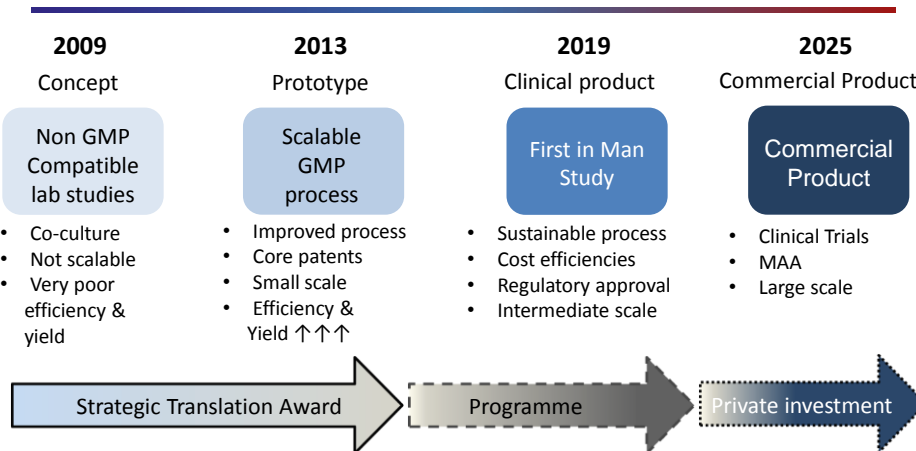 2009
Concept
Non GMP
Compatible
lab studies
• Co-culture
• Not scalable
• Very poor
efficiency &
yield
2013
Prototype
Scalable
GMP
process
• Improved process
• Core patents
• Small scale
• Efficiency &
Yield ↑↑↑
2019
Clinical product
First in Man
Study
• Sustainable process
• Cost efficiencies
• Regulatory approval
• Intermediate scale
2025
Commercial Product
Commercial
Product
• Clinical Trials
• MAA
• Large scale
Strategic Translation Award
Programme
Private investment